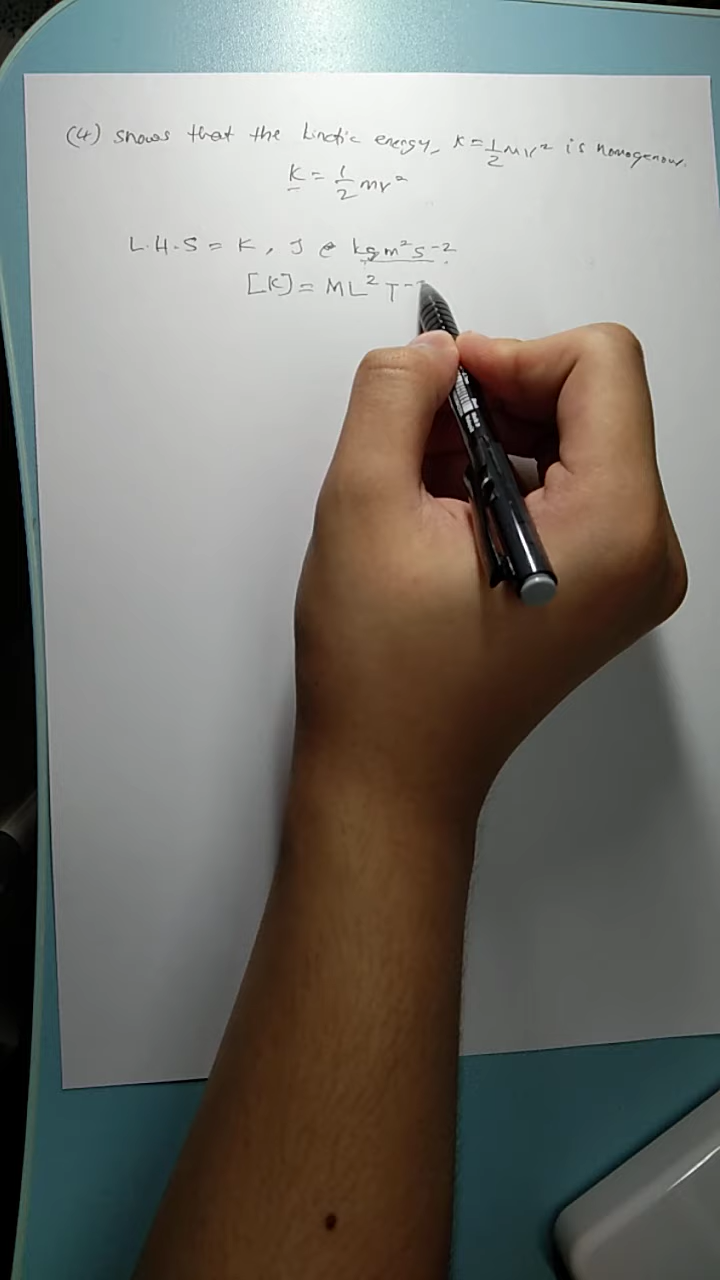 (4) shows that the kinetic energy, K = 1/2 mv² is homogenous.
K = 1/2 mv²
L.H.S = K, J kgm²s⁻²
[K] = ML²T⁻